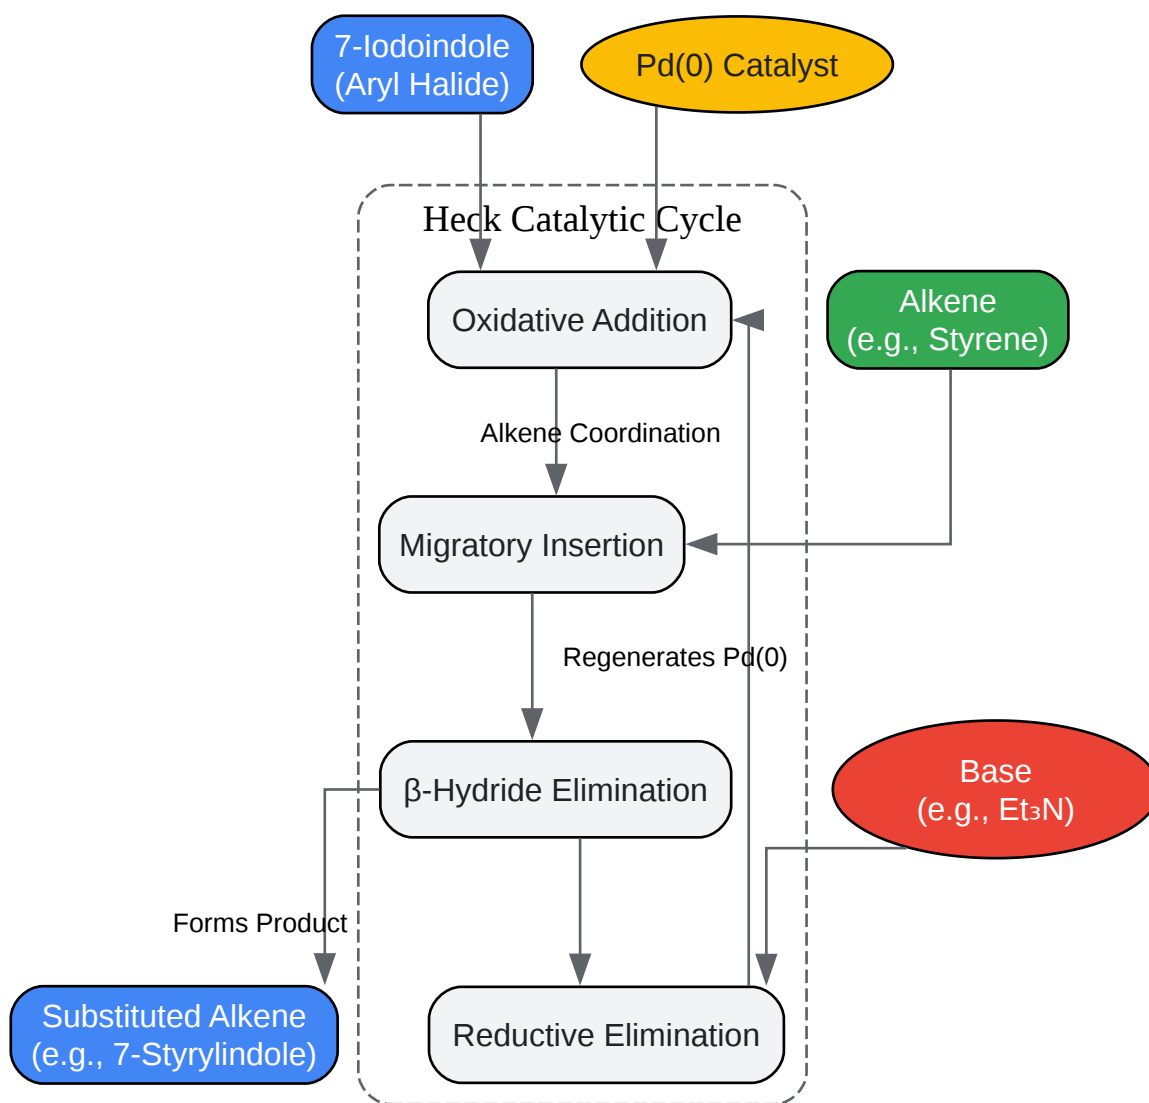 7-Iodoindole
(Aryl Halide)
Pd(0) Catalyst
Heck Catalytic Cycle
Oxidative Addition
Alkene
(e.g., Styrene)
Alkene Coordination
Migratory Insertion
Regenerates Pd(0)
β-Hydride Elimination
Base
(e.g., Et₃N)
Forms Product
Substituted Alkene
(e.g., 7-Styrylindole)
Reductive Elimination